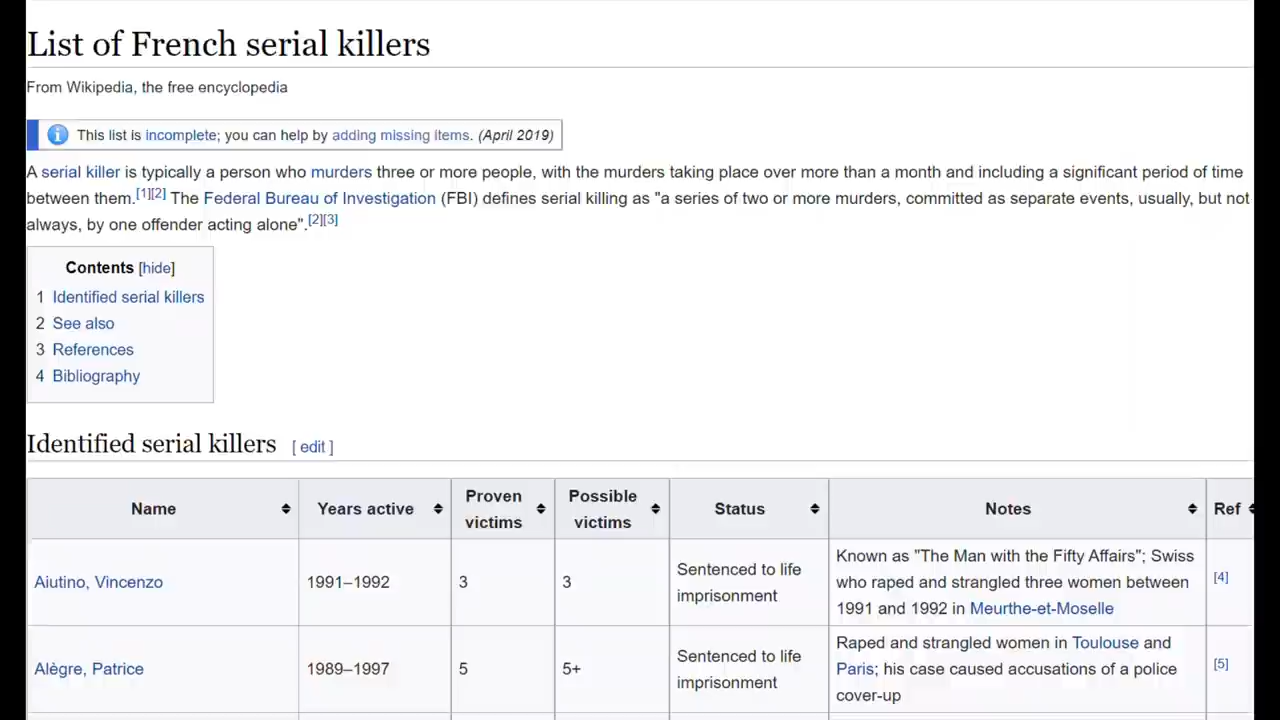 List of French serial killers
From Wikipedia, the free encyclopedia
This list is incomplete; you can help by adding missing items. (April 2019)
A serial killer is typically a person who murders three or more people, with the murders taking place over more than a month and including a significant period of time
between them.[1][2] The Federal Bureau of Investigation (FBI) defines serial killing as "a series of two or more murders, committed as separate events, usually, but not
always, by one offender acting alone".[2][3]
Contents [hide]
1 Identified serial killers
2 See also
3 References
4 Bibliography
Identified serial killers [ edit ]
Name Years active Proven victims Possible victims Status Notes Ref
Aiutino, Vincenzo 1991–1992 3 3 Sentenced to life imprisonment Known as "The Man with the Fifty Affairs"; Swiss who raped and strangled three women between 1991 and 1992 in Meurthe-et-Moselle [4]
Alègre, Patrice 1989–1997 5 5+ Sentenced to life imprisonment Raped and strangled women in Toulouse and Paris; his case caused accusations of a police cover-up [5]